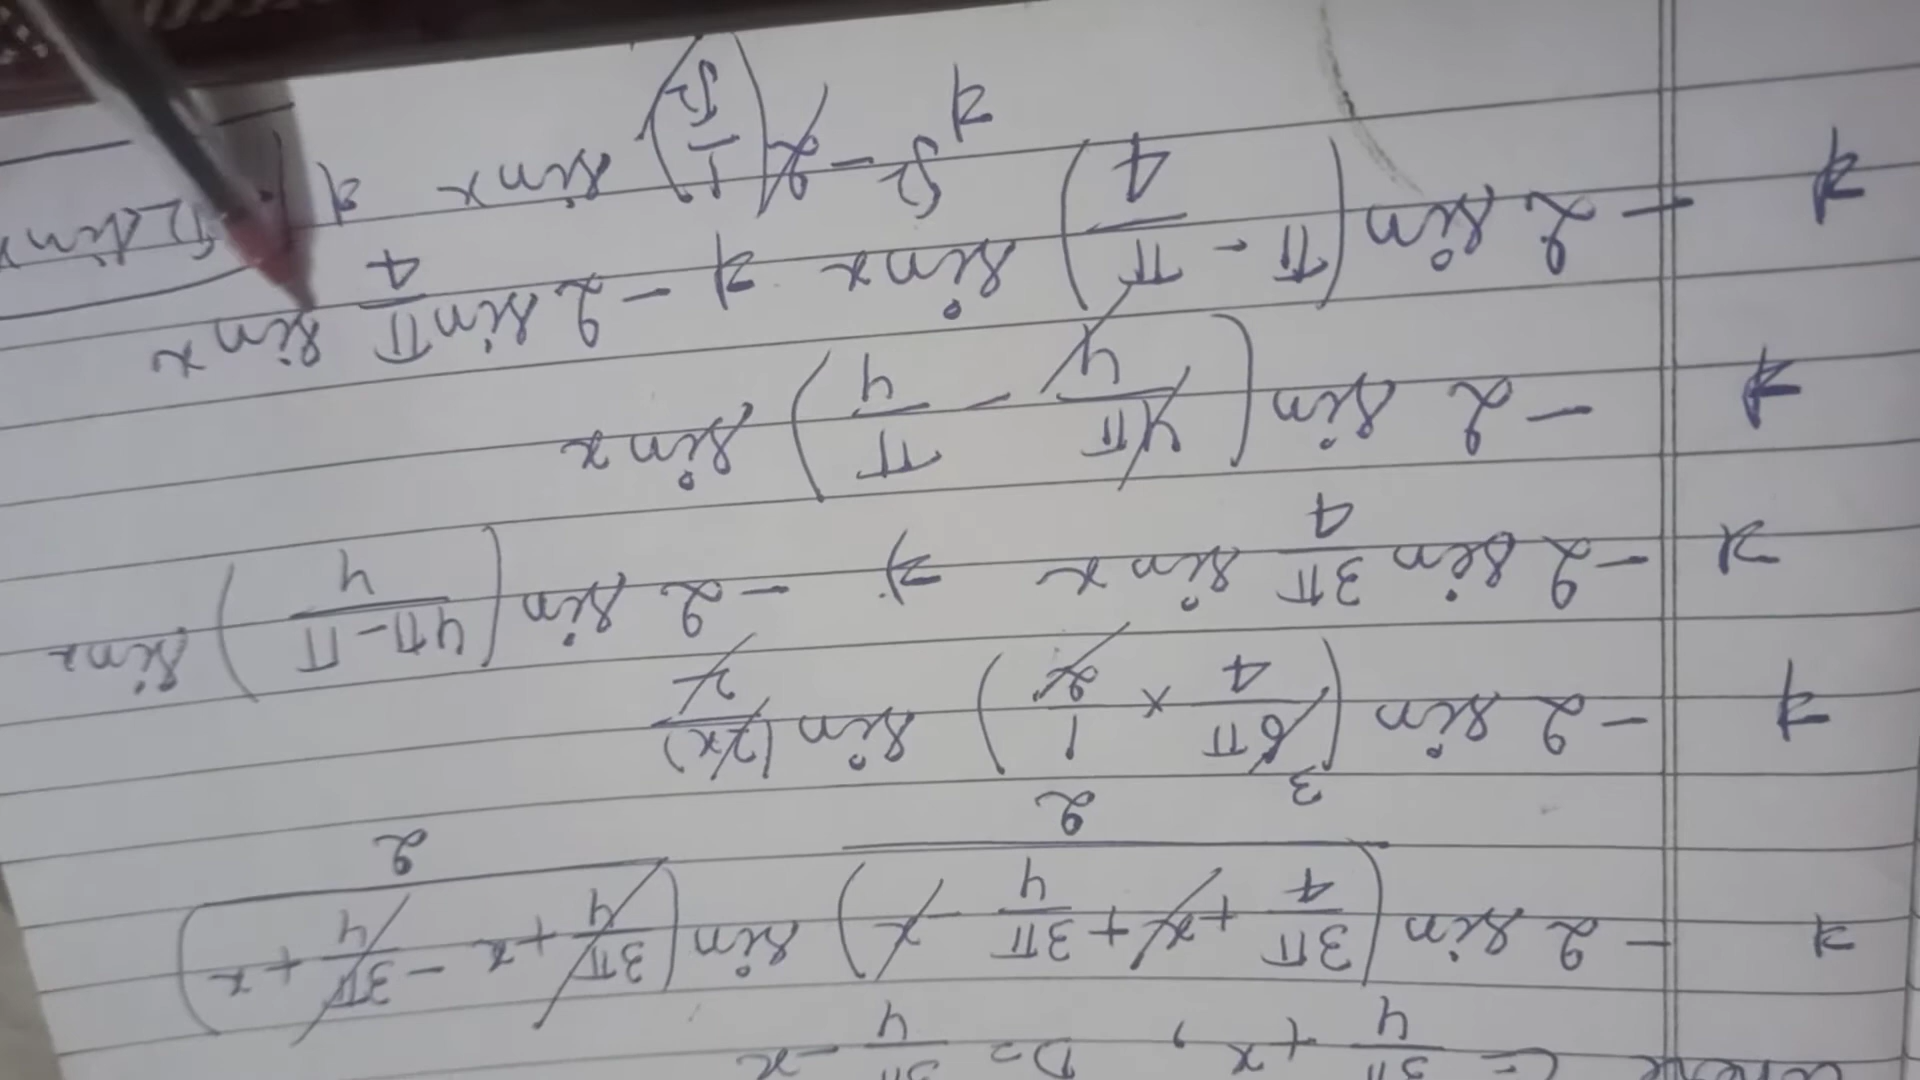 where C = 3π/4 + x, D = 3π/4 - x
⇒ -2 sin (3π/4 + x + 3π/4 - x)/2 sin (3π/4 + x - 3π/4 + x)/2
⇒ -2 sin (6π/4 × 1/2) sin (2x)/2
3
⇒ -2 sin 3π/4 sin x ⇒ -2 sin (4π - π/4) sin x
⇒ -2 sin (4π/4 - π/4) sin x
⇒ -2 sin (π - π/4) sin x ⇒ -2 sin π/4 sin x
⇒ √2 - 2 (1/√2) sin x ⇒ √2 sin x